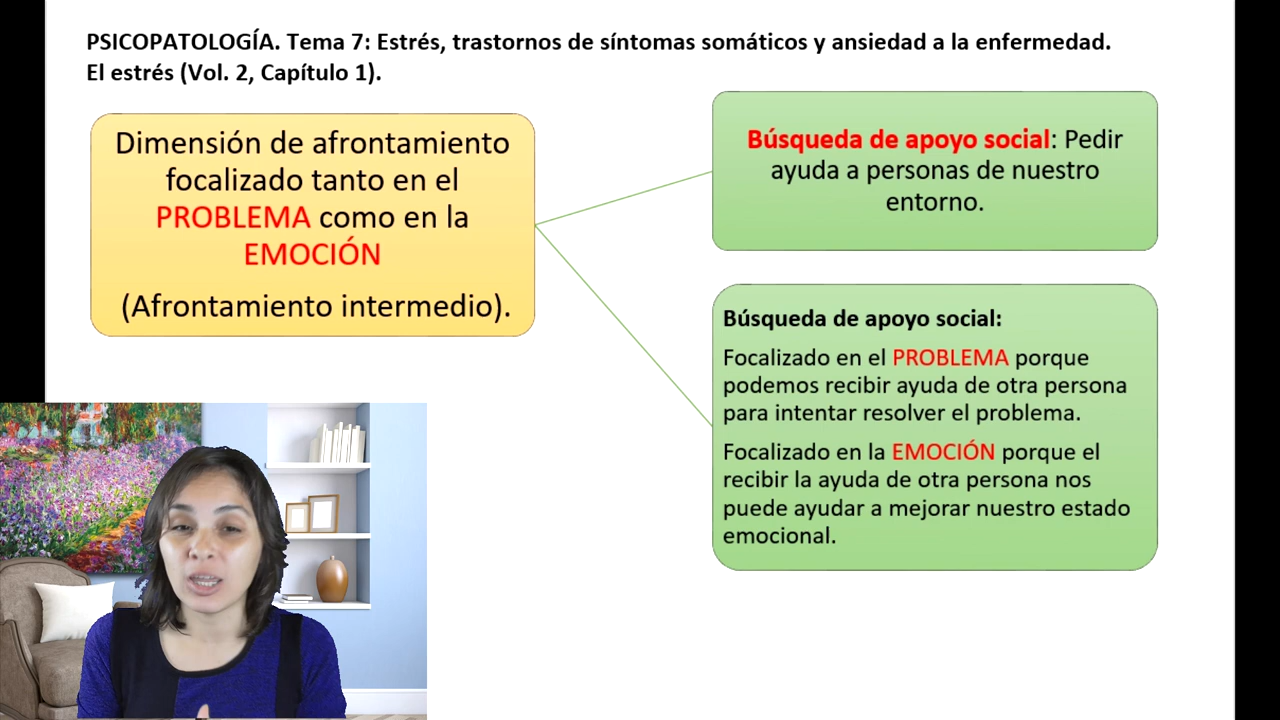 PSICOPATOLOGÍA. Tema 7: Estrés, trastornos de síntomas somáticos y ansiedad a la enfermedad.
El estrés (Vol. 2, Capítulo 1).
Dimensión de afrontamiento
focalizado tanto en el
PROBLEMA como en la
EMOCIÓN
(Afrontamiento intermedio).
Búsqueda de apoyo social: Pedir
ayuda a personas de nuestro
entorno.
Búsqueda de apoyo social:
Focalizado en el PROBLEMA porque
podemos recibir ayuda de otra persona
para intentar resolver el problema.
Focalizado en la EMOCIÓN porque el
recibir la ayuda de otra persona nos
puede ayudar a mejorar nuestro estado
emocional.